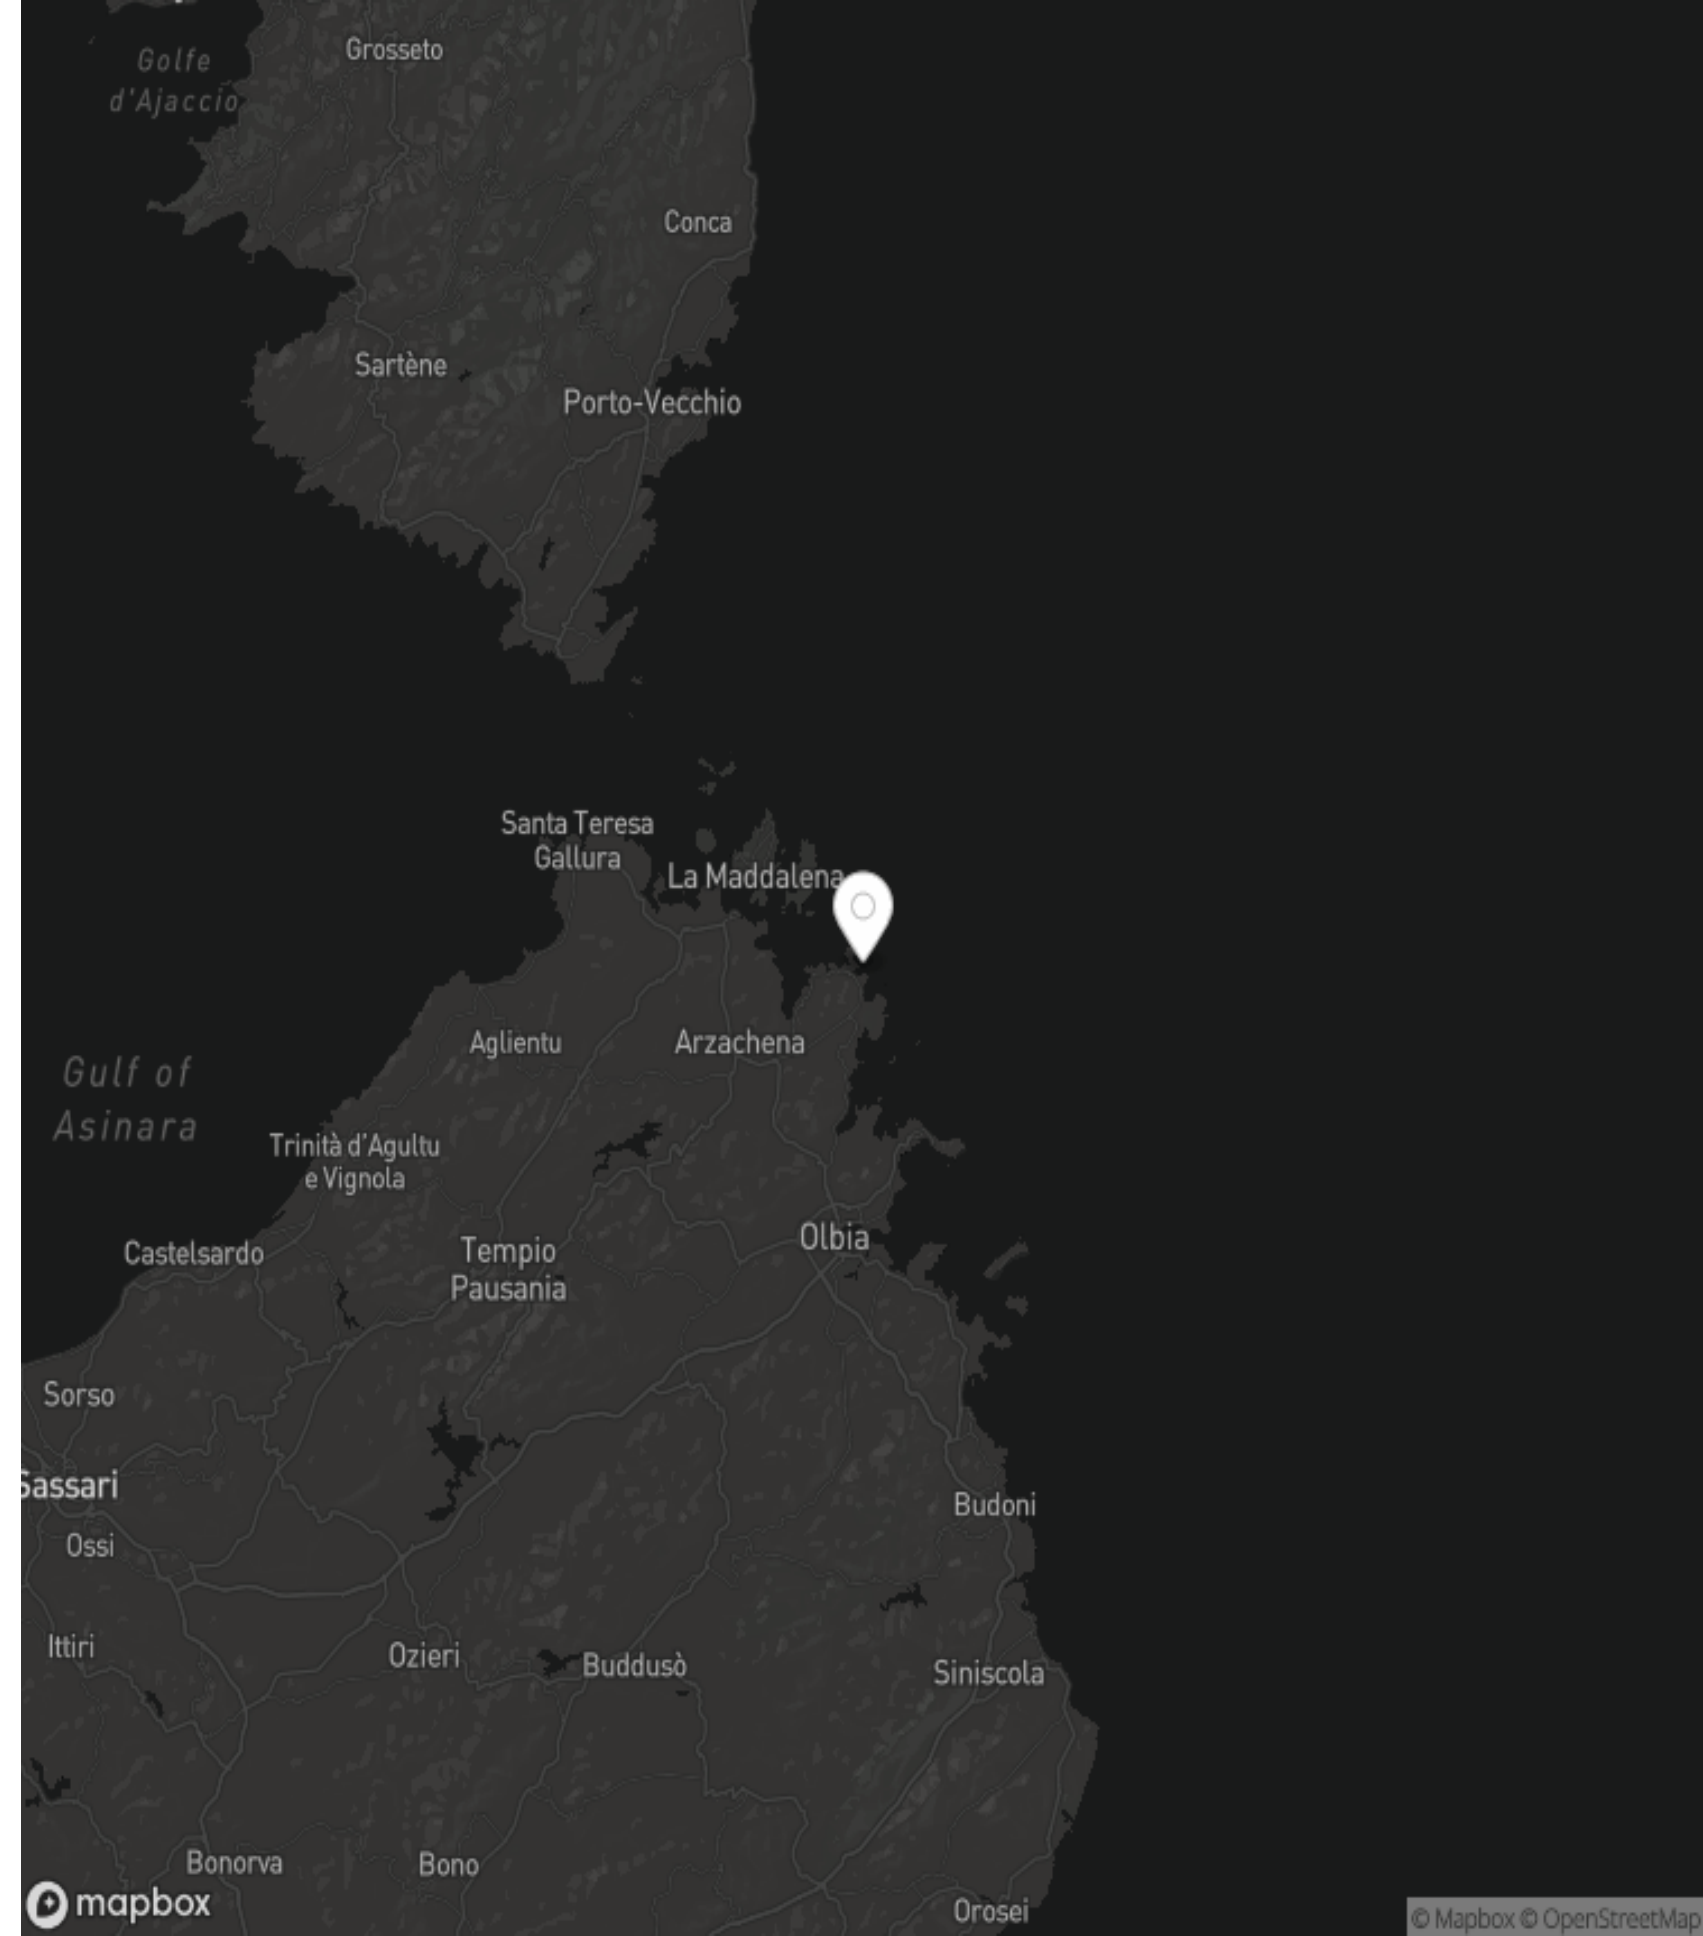 Grosseto
Golfe
d'Ajaccio
Conca
Sartène
Porto-Vecchio
Santa Teresa
Gallura
La Maddalena
Aglientu
Arzachena
Gulf of
Asinara
Trinità d'Agultu
e Vignola
Olbia
Castelsardo
Tempio
Pausania
Sorso
Sassari
Budoni
Ossi
Ittiri
Ozieri
Buddusò
Siniscola
Bonorva
Bono
mapbox
Orosei
© Mapbox © OpenStreetMap